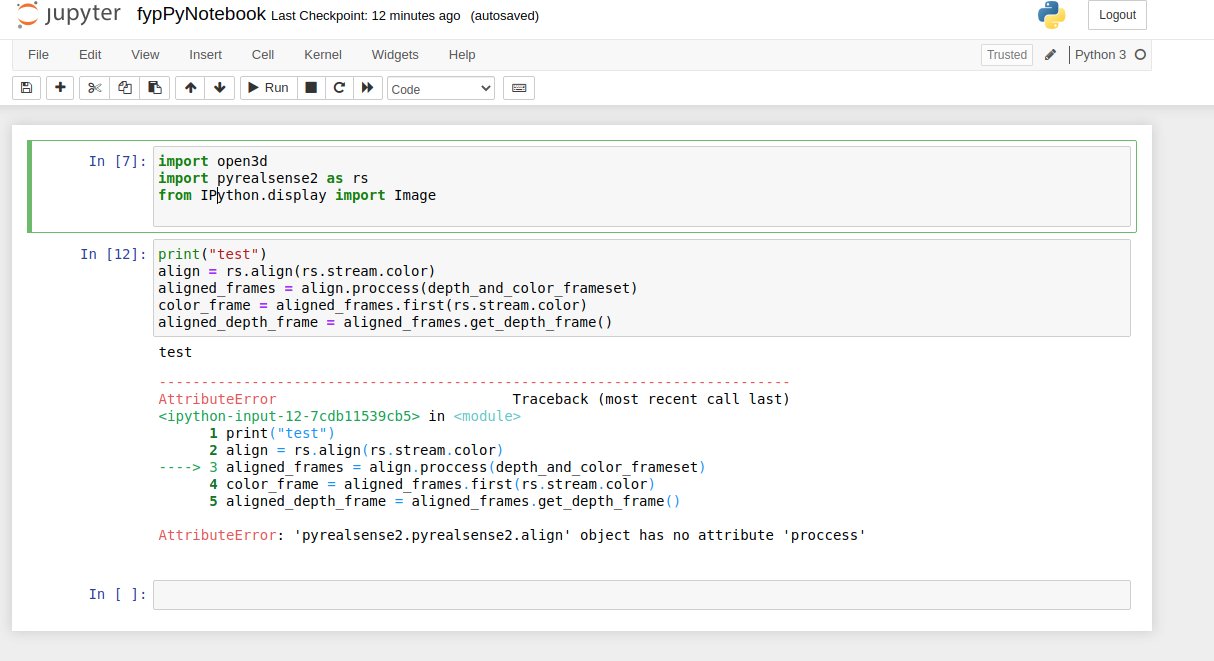 jupyter fypPyNotebook Last Checkpoint: 12 minutes ago (autosaved) Logout
File Edit View Insert Cell Kernel Widgets Help Trusted Python 3
Run Code
In [7]: import open3d
import pyrealsense2 as rs
from IPython.display import Image
In [12]: print("test")
align = rs.align(rs.stream.color)
aligned_frames = align.proccess(depth_and_color_frameset)
color_frame = aligned_frames.first(rs.stream.color)
aligned_depth_frame = aligned_frames.get_depth_frame()
test
---------------------------------------------------------------------------
AttributeError                            Traceback (most recent call last)
<ipython-input-12-7cdb11539cb5> in <module>
      1 print("test")
      2 align = rs.align(rs.stream.color)
----> 3 aligned_frames = align.proccess(depth_and_color_frameset)
      4 color_frame = aligned_frames.first(rs.stream.color)
      5 aligned_depth_frame = aligned_frames.get_depth_frame()
AttributeError: 'pyrealsense2.pyrealsense2.align' object has no attribute 'proccess'
In [ ]: